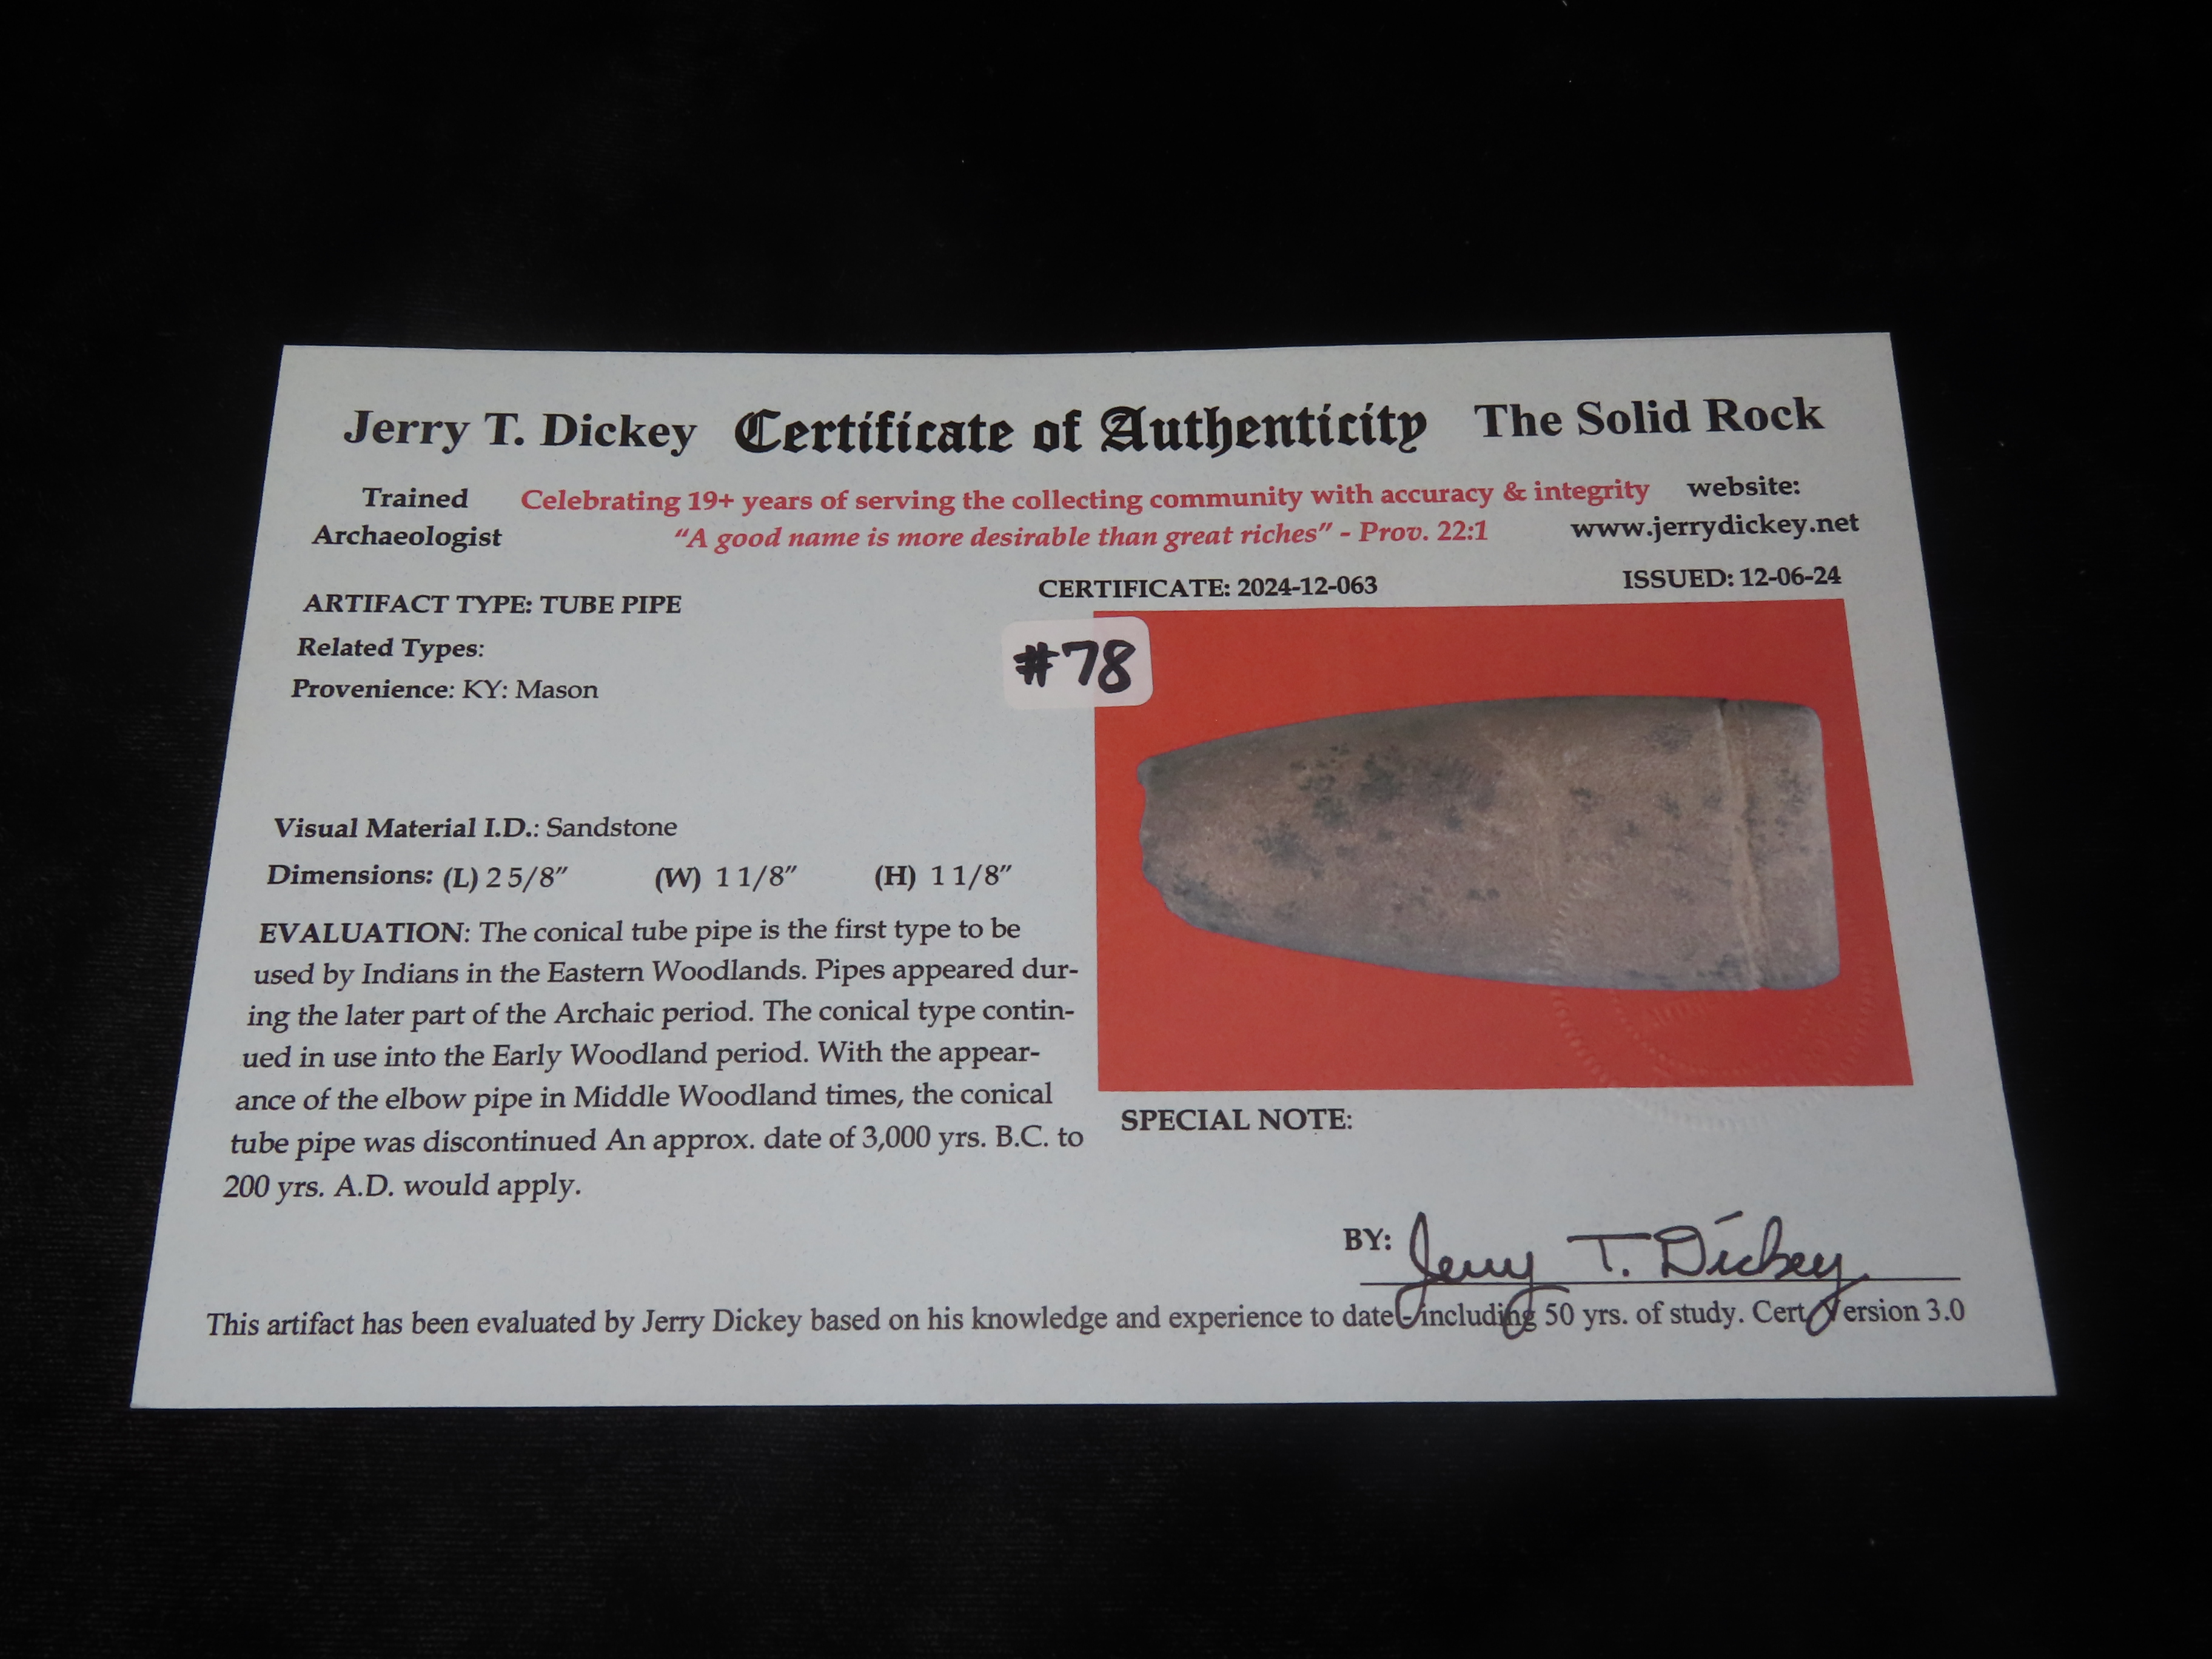 Jerry T. Dickey Certificate of Authenticity The Solid Rock
Trained Celebrating 19+ years of serving the collecting community with accuracy & integrity website:
Archaeologist "A good name is more desirable than great riches" - Prov. 22:1 www.jerrydickey.net
CERTIFICATE: 2024-12-063 ISSUED: 12-06-24
ARTIFACT TYPE: TUBE PIPE
Related Types:
#78
Provenience: KY: Mason
Visual Material I.D.: Sandstone
Dimensions: (L) 2 5/8" (W) 1 1/8" (H) 1 1/8"
EVALUATION: The conical tube pipe is the first type to be
used by Indians in the Eastern Woodlands. Pipes appeared dur-
ing the later part of the Archaic period. The conical type contin-
ued in use into the Early Woodland period. With the appear-
ance of the elbow pipe in Middle Woodland times, the conical
tube pipe was discontinued An approx. date of 3,000 yrs. B.C. to
200 yrs. A.D. would apply.
SPECIAL NOTE:
BY: Jerry T. Dickey
This artifact has been evaluated by Jerry Dickey based on his knowledge and experience to date - including 50 yrs. of study. Cert. Version 3.0